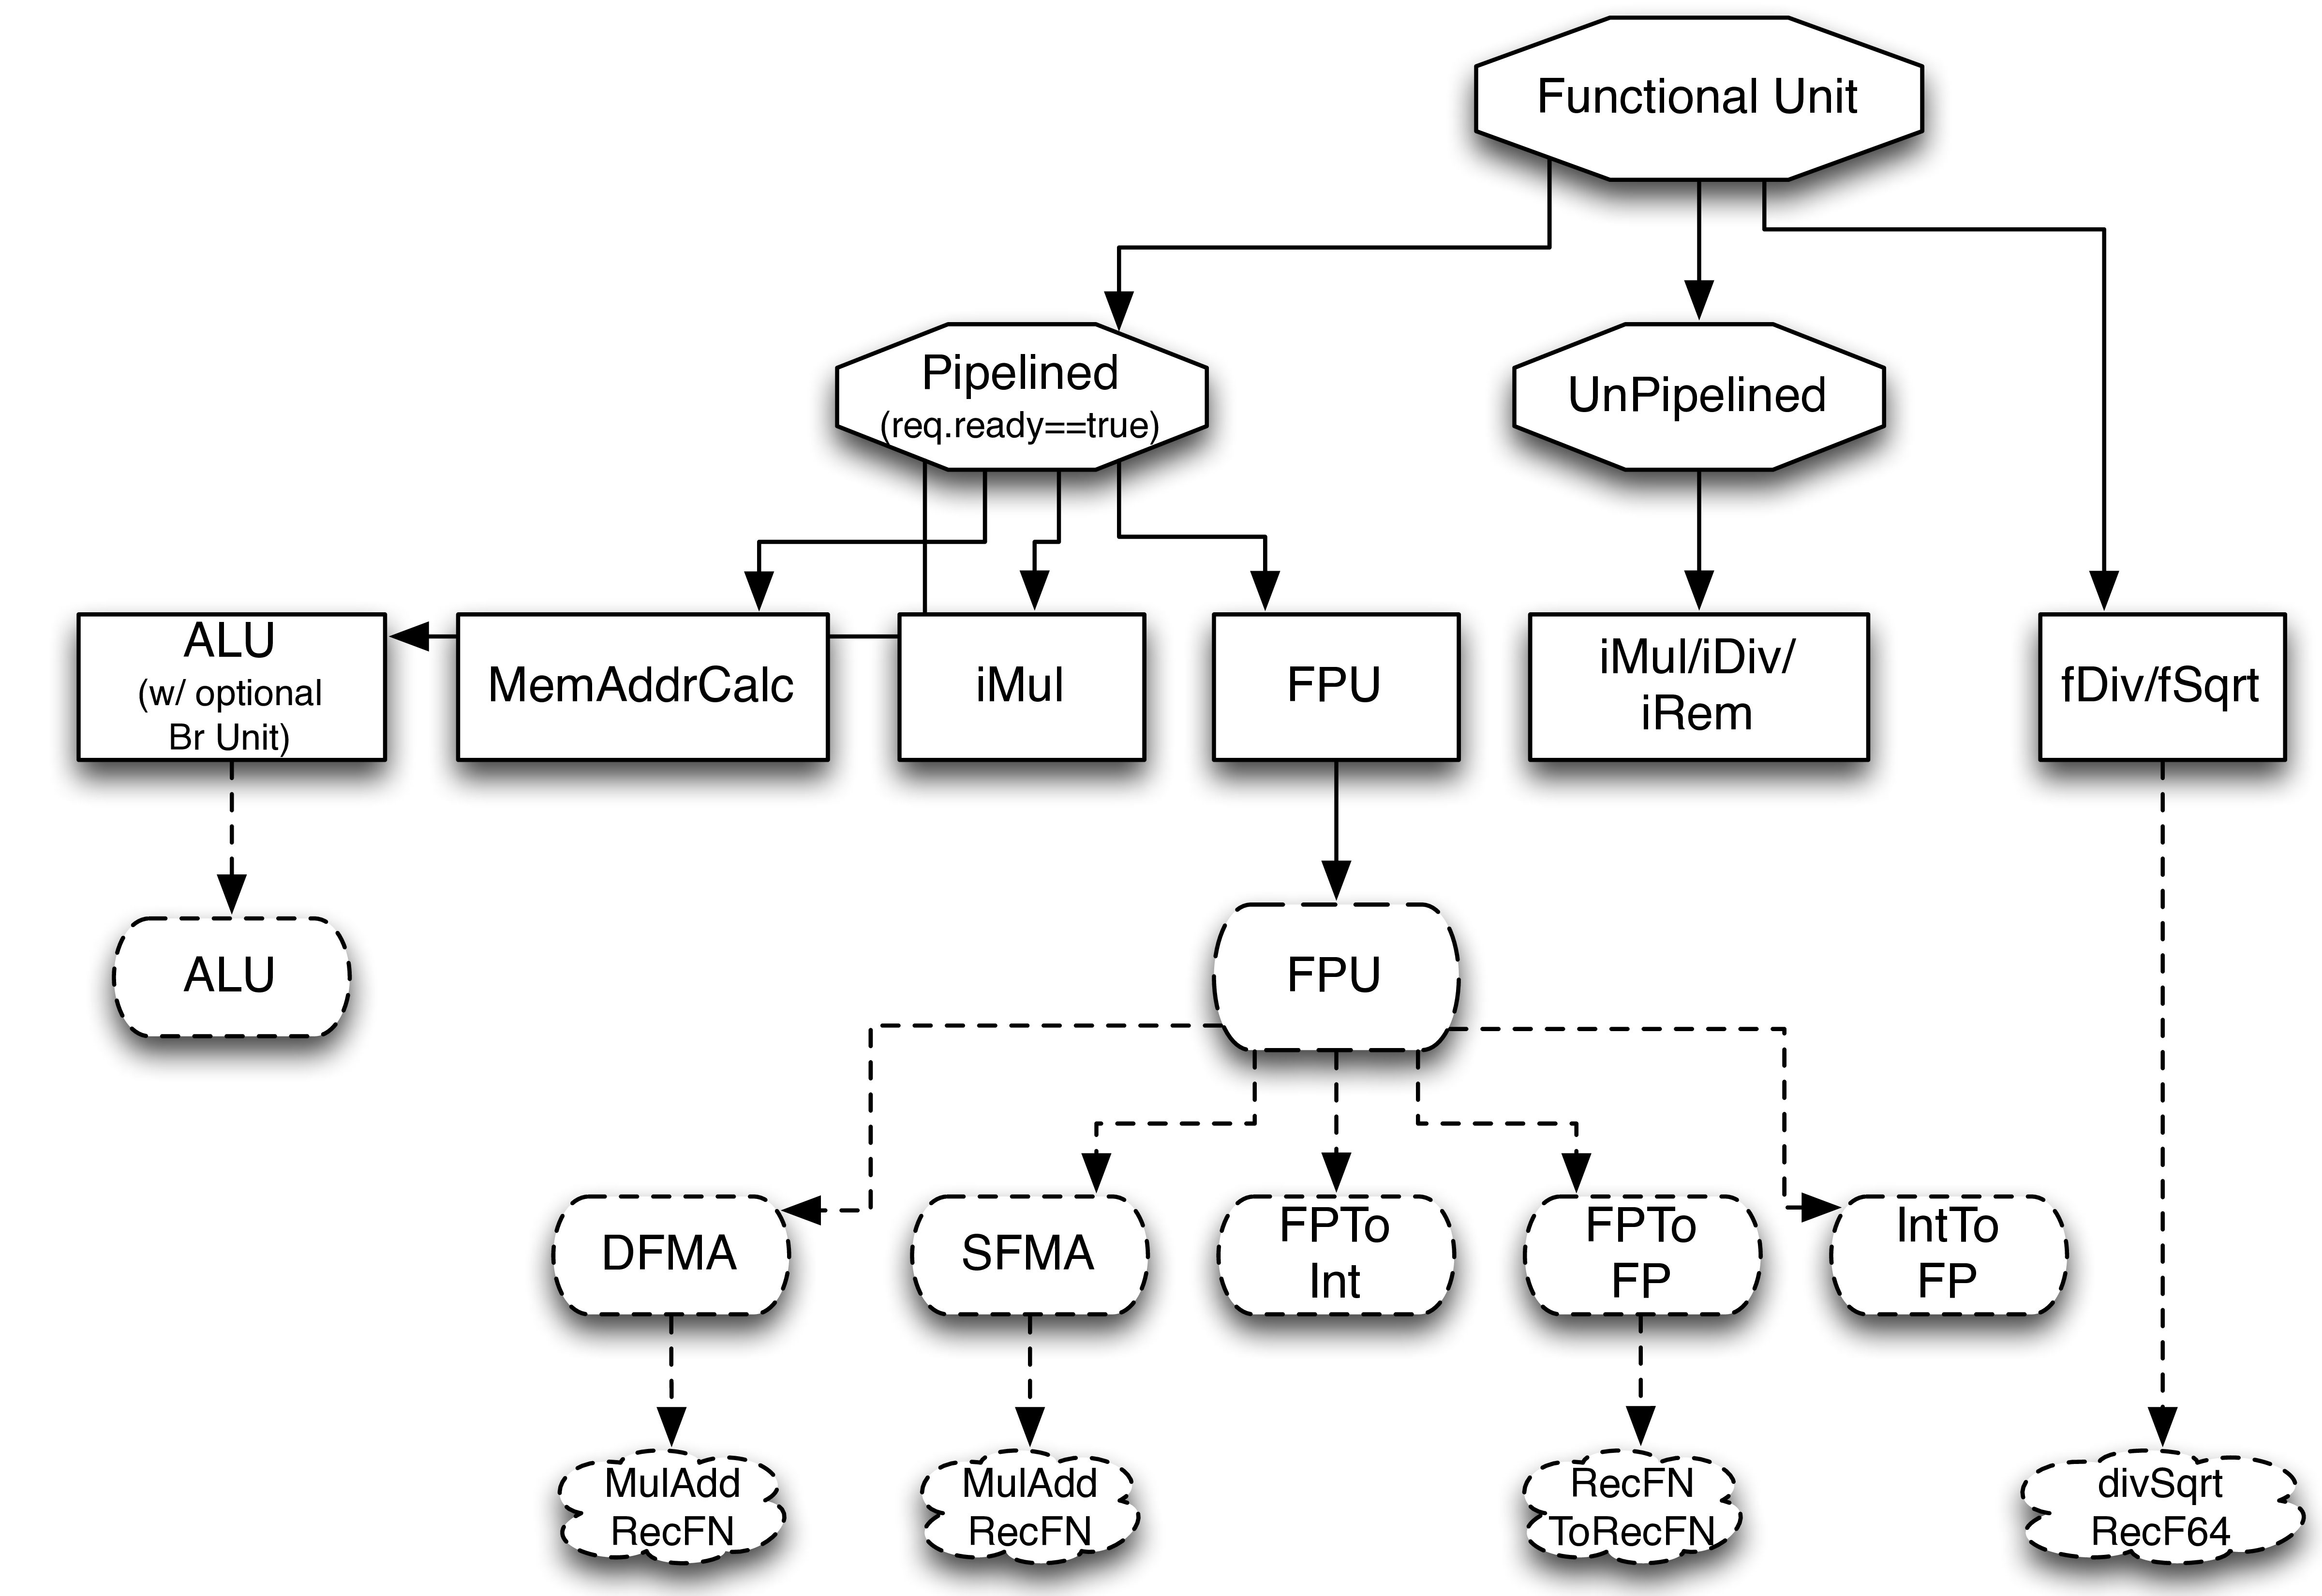 Functional Unit
Pipelined
(req.ready==true)
UnPipelined
ALU
(w/ optional
Br Unit)
MemAddrCalc
iMul
FPU
iMul/iDiv/
iRem
fDiv/fSqrt
ALU
FPU
DFMA
SFMA
FPTo
Int
FPTo
FP
IntTo
FP
MulAdd
RecFN
MulAdd
RecFN
RecFN
ToRecFN
divSqrt
RecF64